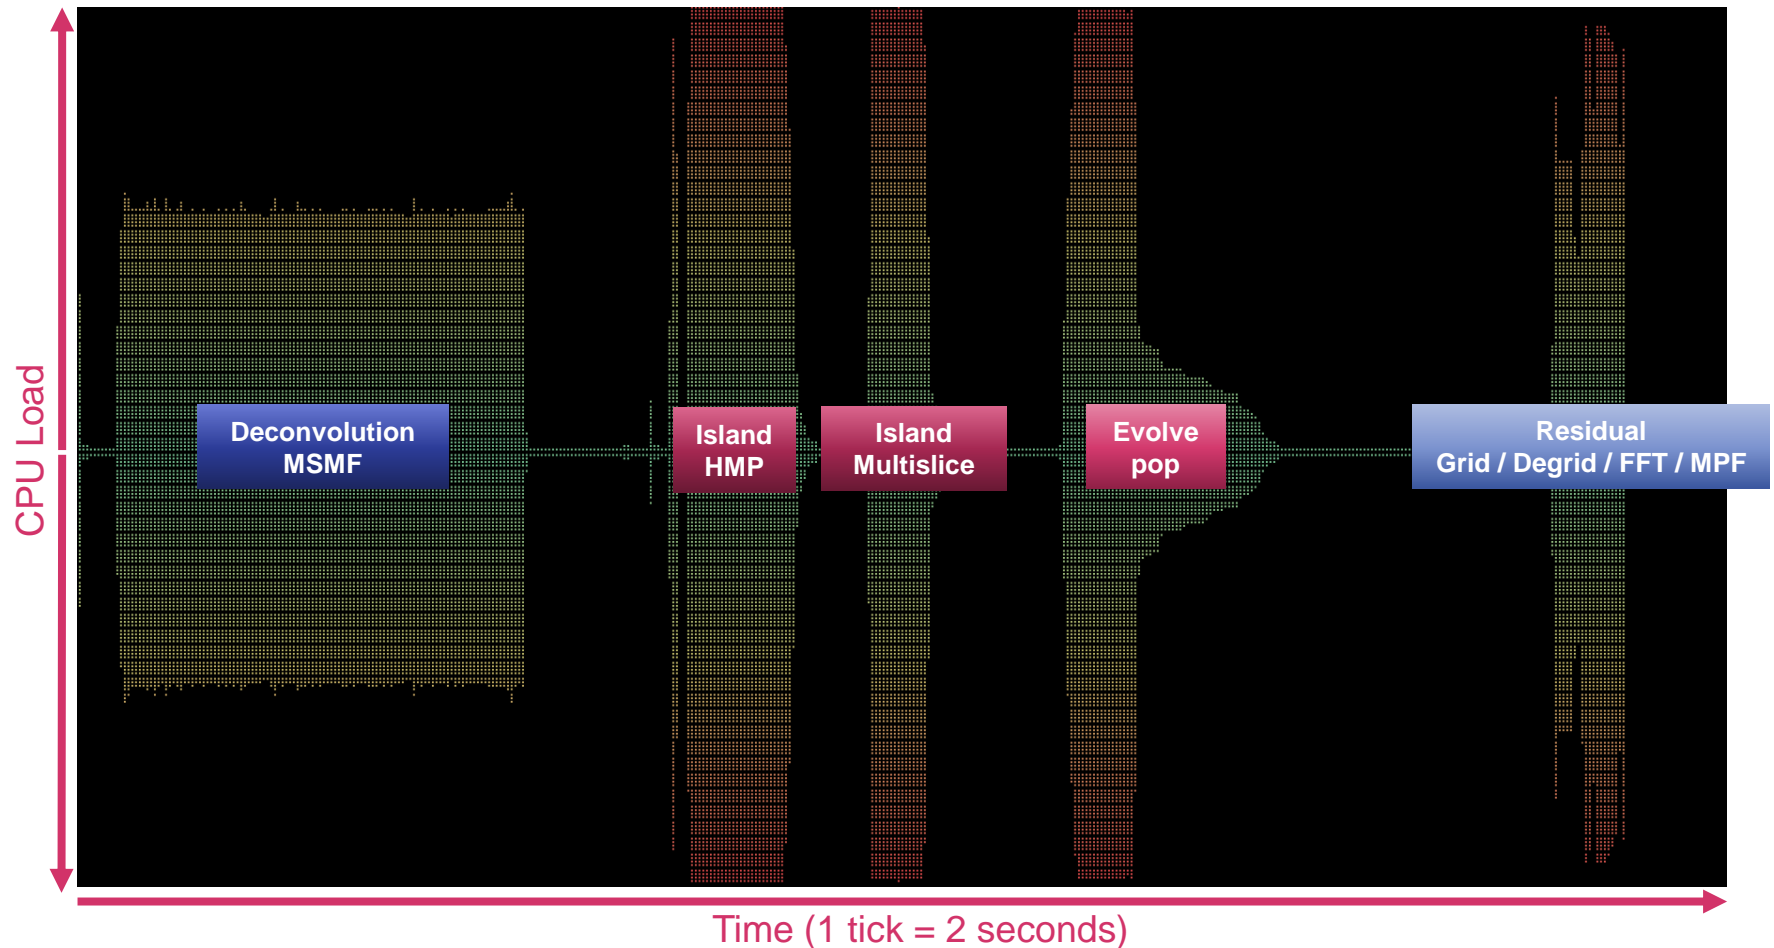 CPU Load
Deconvolution
MSMF
Island
HMP
Island
Multislice
Evolve
pop
Residual
Grid / Degrid / FFT / MPF
Time (1 tick = 2 seconds)